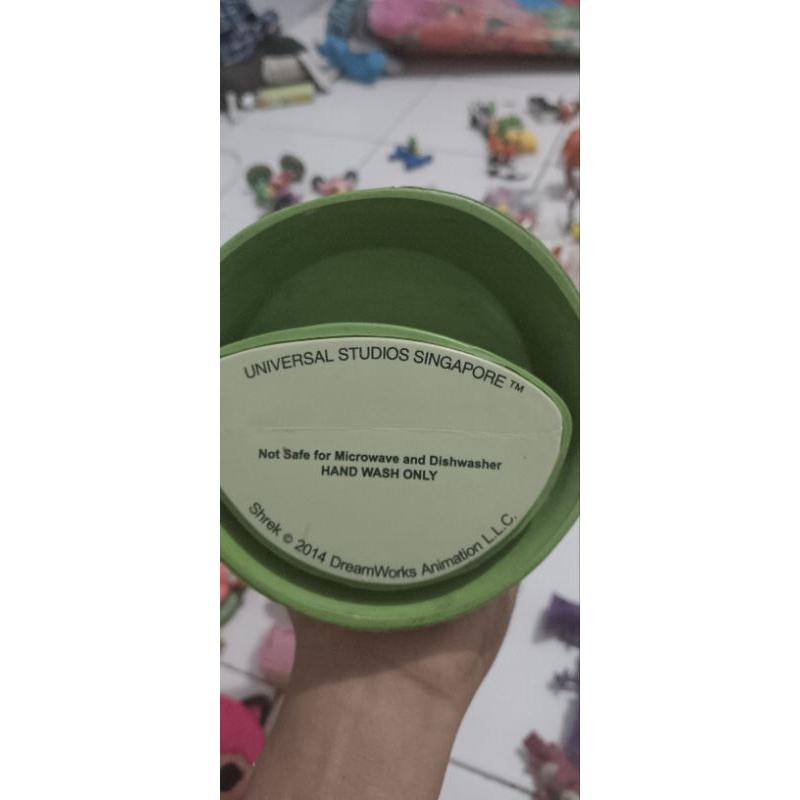 UNIVERSAL STUDIOS SINGAPORE ™
Not Safe for Microwave and Dishwasher
HAND WASH ONLY
Shrek © 2014 DreamWorks Animation L.L.C.